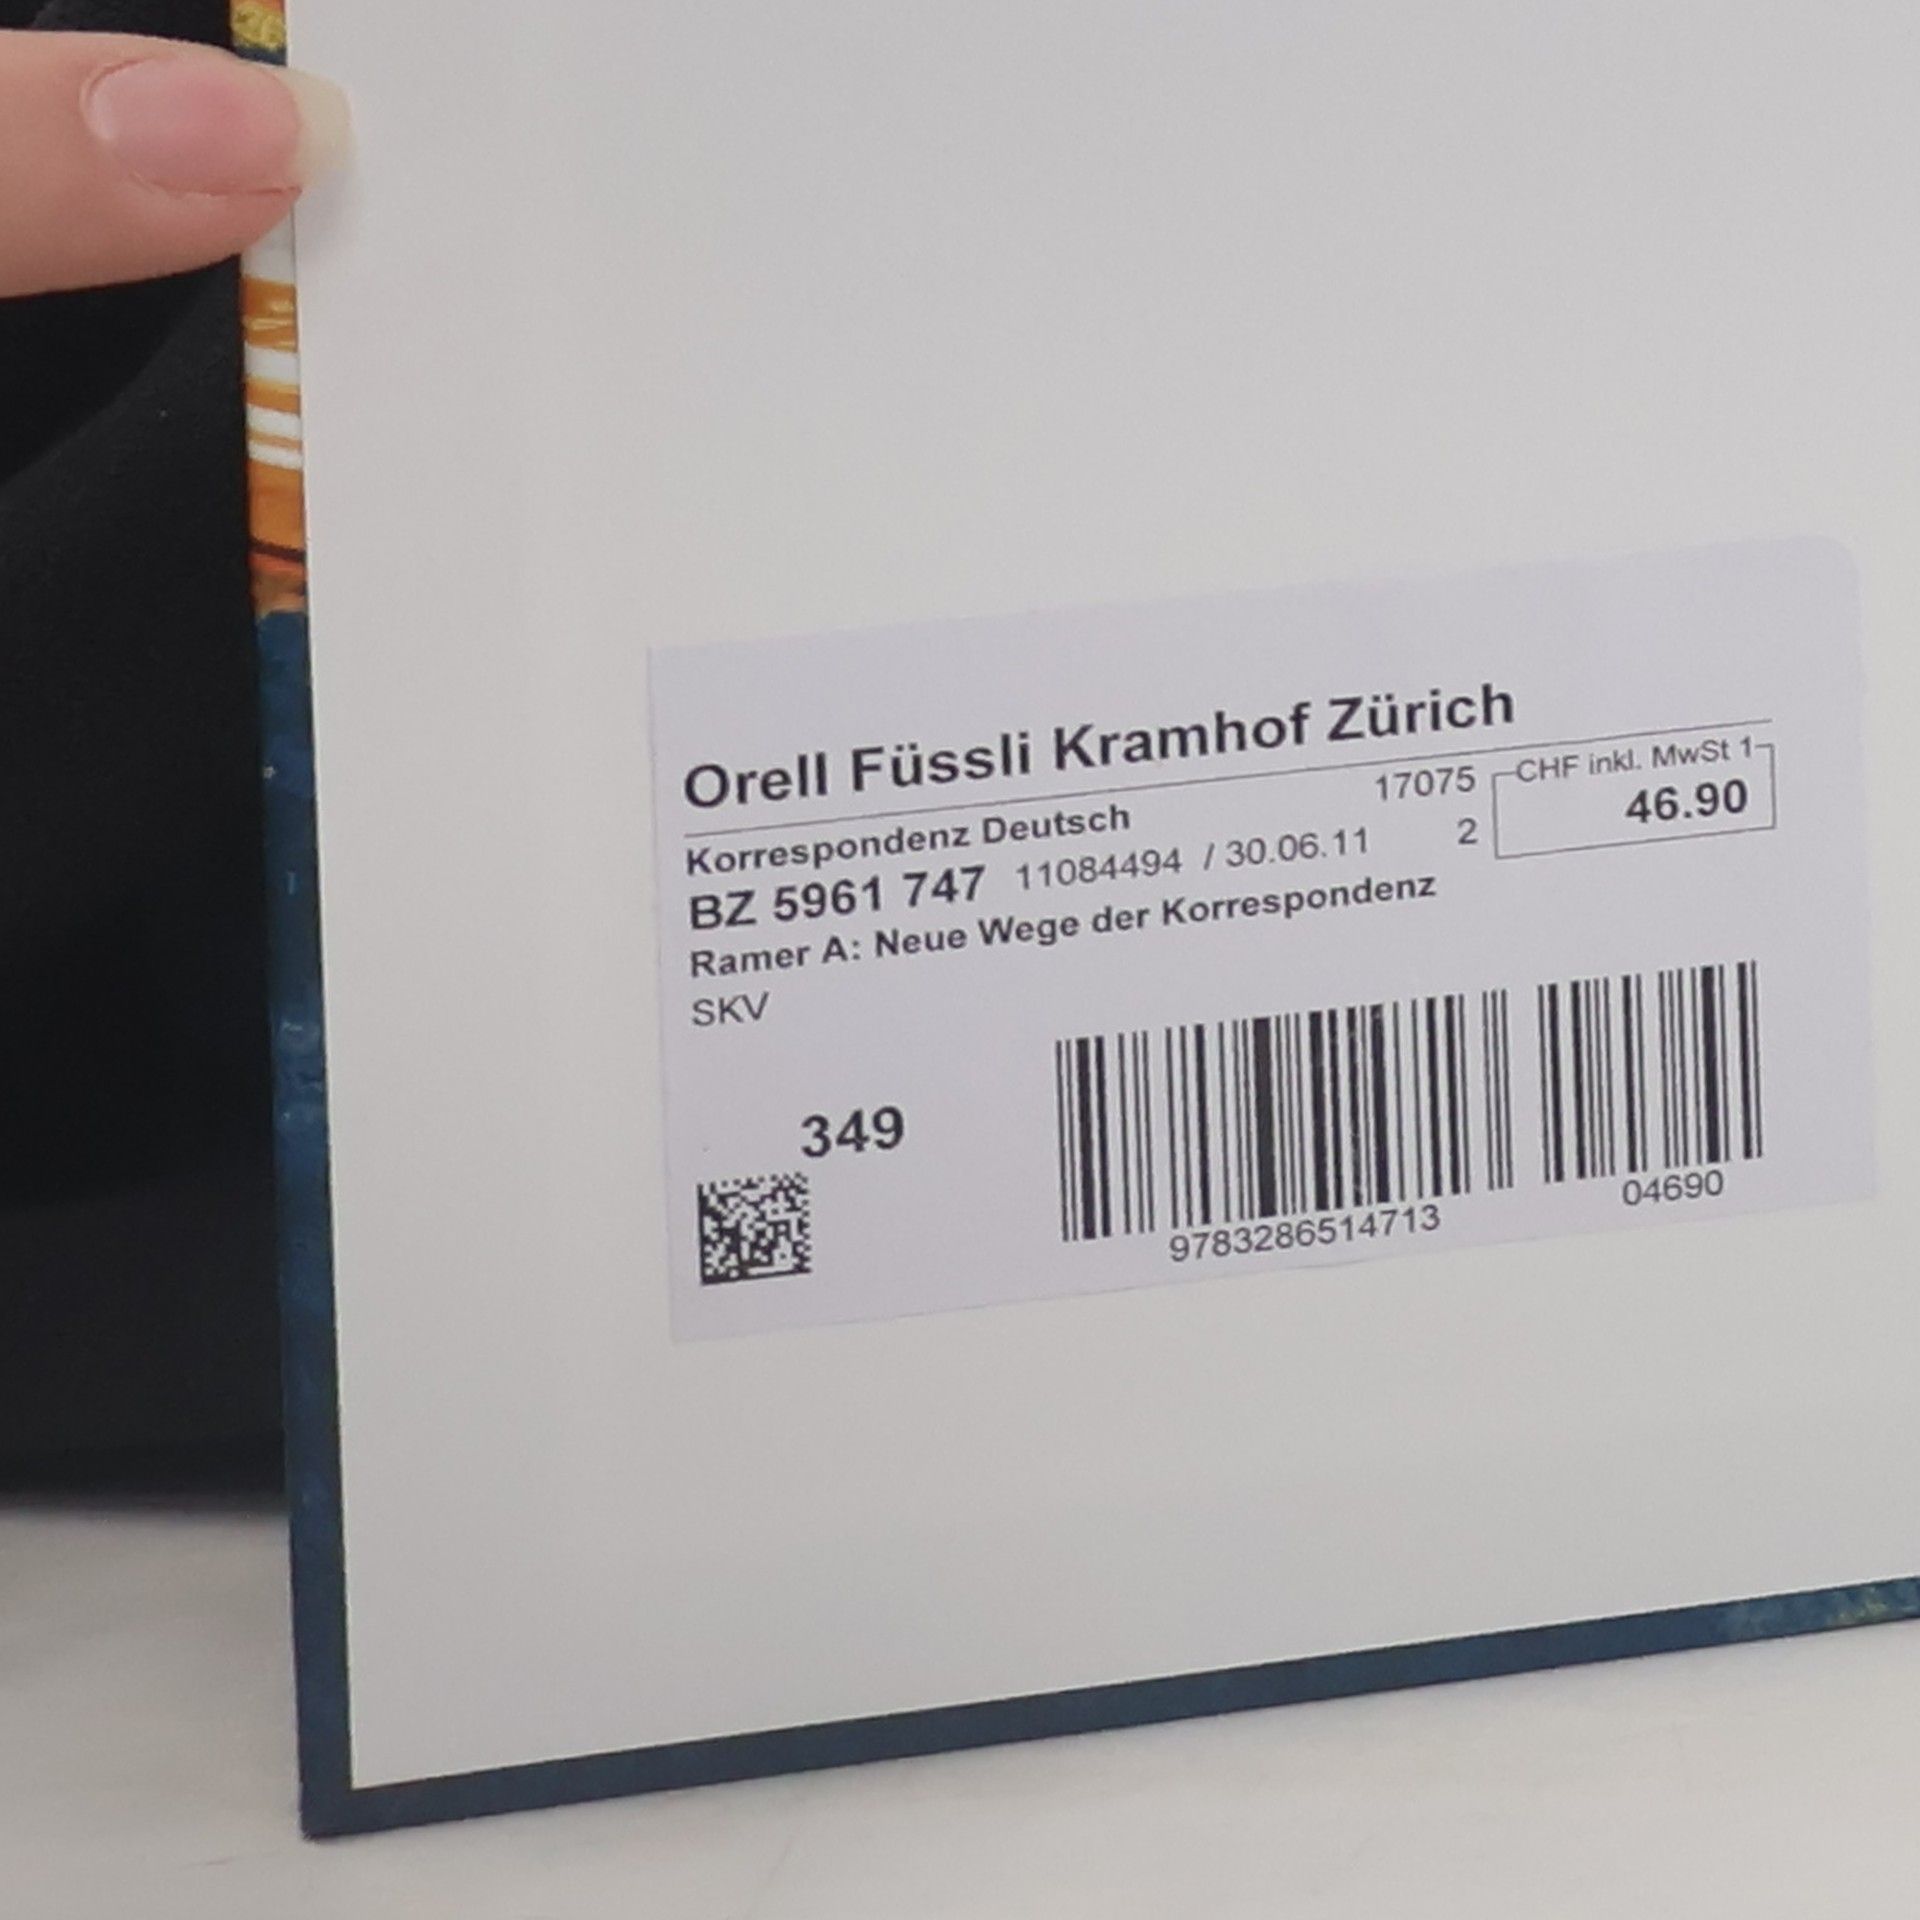 Orell Füssli Kramhof Zürich
Korrespondenz Deutsch 17075 CHF inkl. MwSt 1
BZ 5961 747 11084494 / 30.06.11 2 46.90
Ramer A: Neue Wege der Korrespondenz
SKV
349
9783286514713 04690